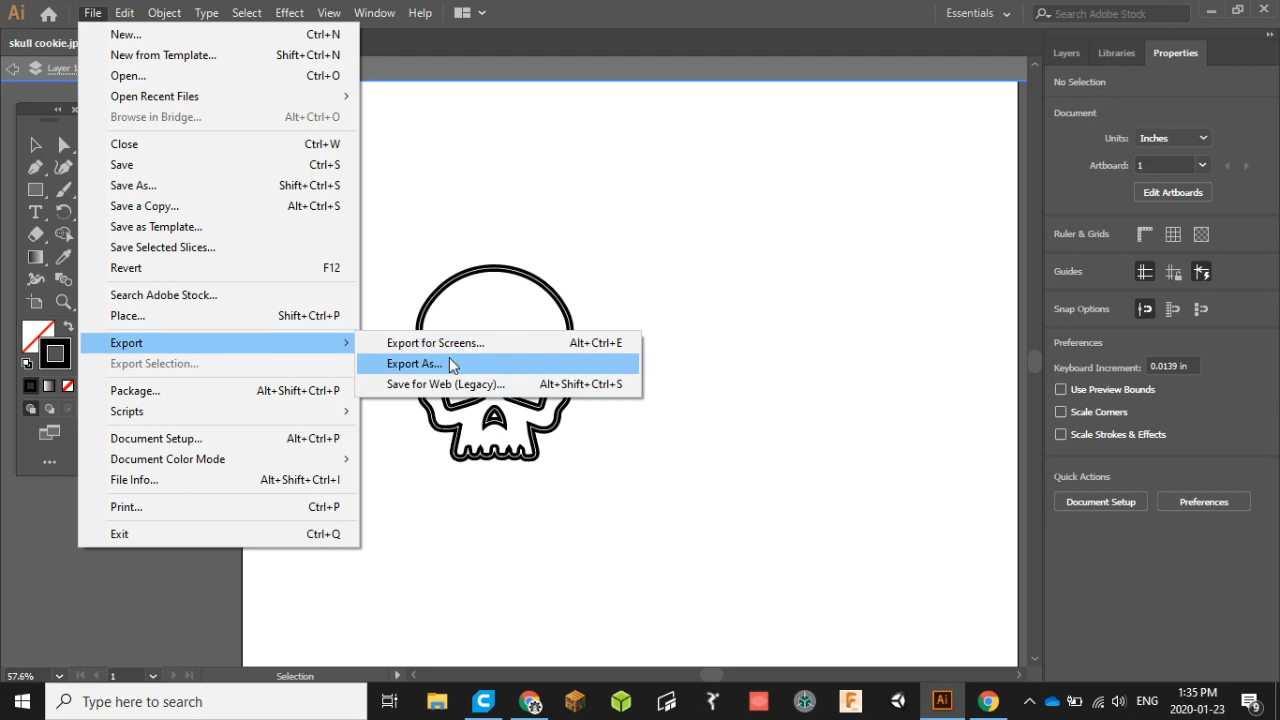 Ai File Edit Object Type Select Effect View Window Help Essentials Search Adobe Stock
skull cookie.jp
Layer 1
New... Ctrl+N
New from Template... Shift+Ctrl+N
Open... Ctrl+O
Open Recent Files
Browse in Bridge... Alt+Ctrl+O
Close Ctrl+W
Save Ctrl+S
Save As... Shift+Ctrl+S
Save a Copy... Alt+Ctrl+S
Save as Template...
Save Selected Slices...
Revert F12
Search Adobe Stock...
Place... Shift+Ctrl+P
Export
Export Selection...
Package... Alt+Shift+Ctrl+P
Scripts
Document Setup... Alt+Ctrl+P
Document Color Mode
File Info... Alt+Shift+Ctrl+I
Print... Ctrl+P
Exit Ctrl+Q
Export for Screens... Alt+Ctrl+E
Export As...
Save for Web (Legacy)... Alt+Shift+Ctrl+S
Layers Libraries Properties
No Selection
Document
Units: Inches
Artboard: 1
Edit Artboards
Ruler & Grids
Guides
Snap Options
Preferences
Keyboard Increment: 0.0139 in
Use Preview Bounds
Scale Corners
Scale Strokes & Effects
Quick Actions
Document Setup Preferences
57.6% 1 Selection
Type here to search
Ai
ENG
1:35 PM
2020-01-23
9